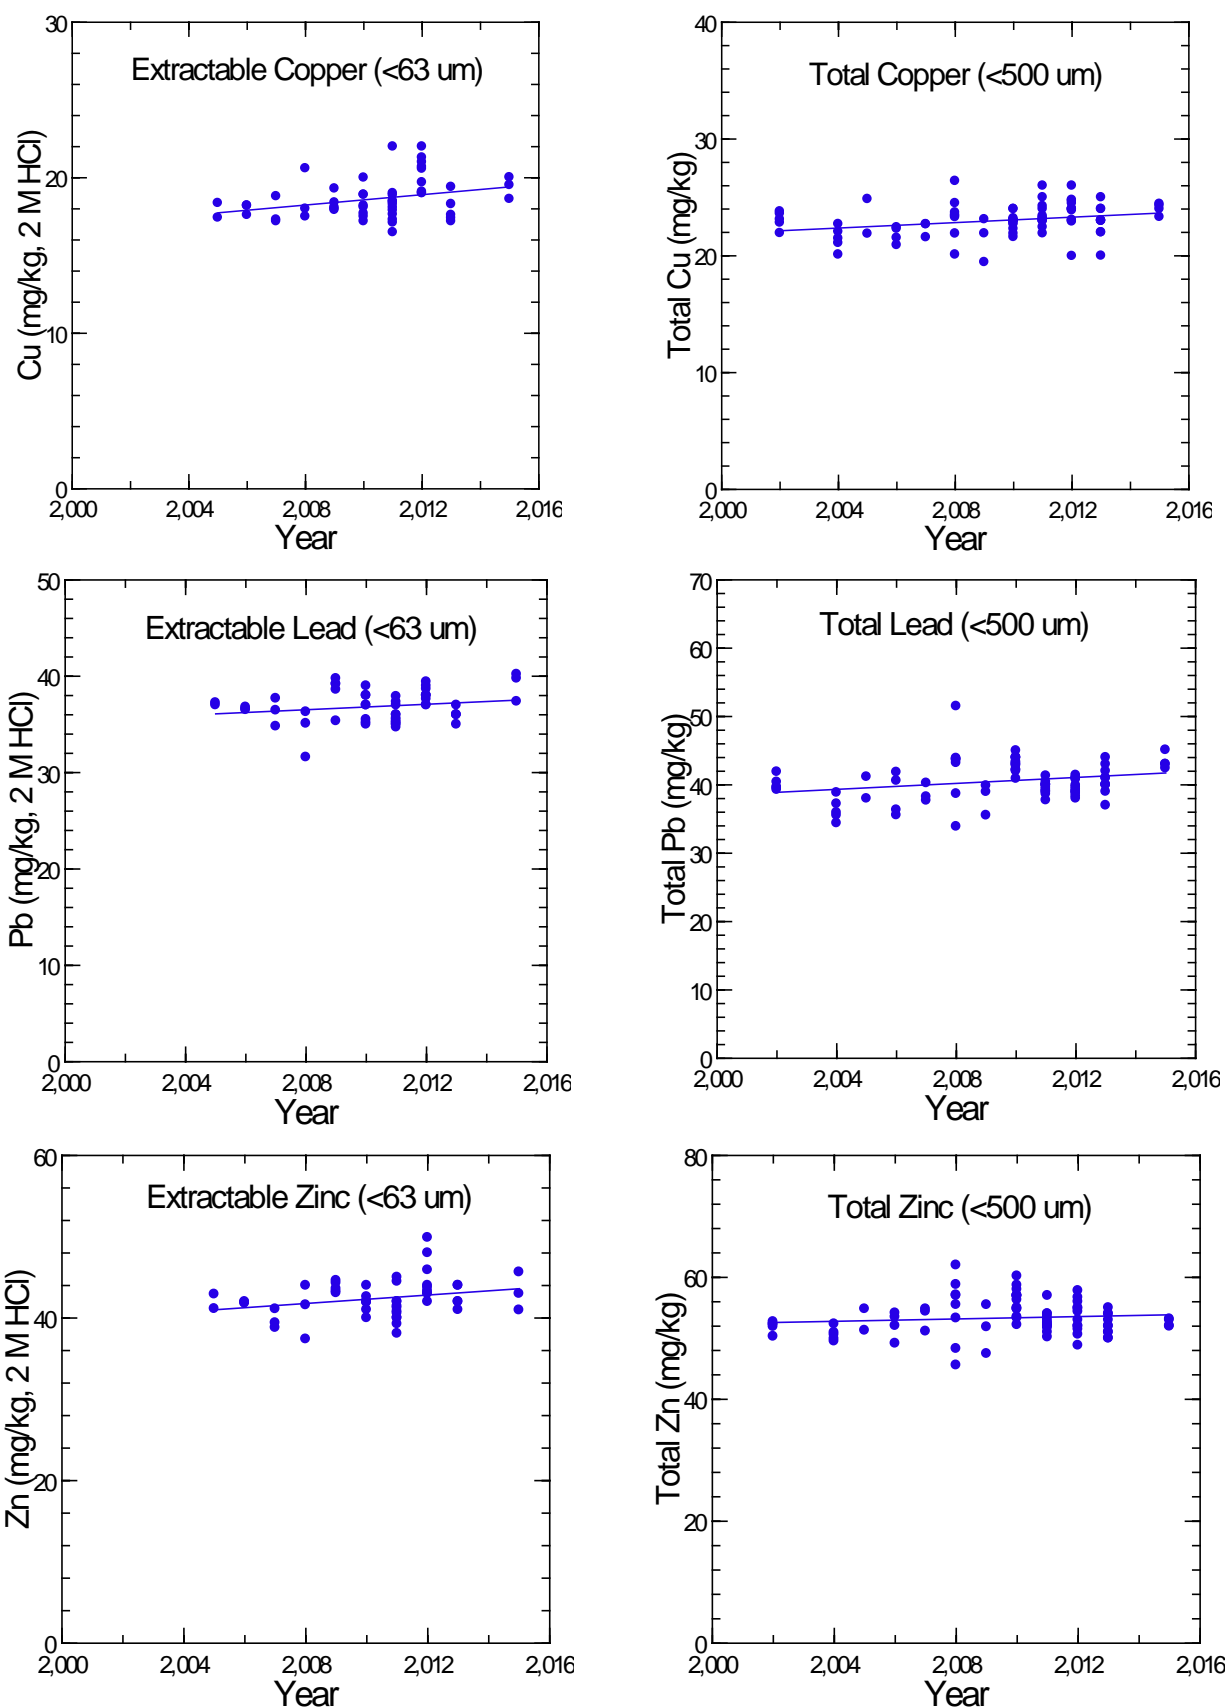 Extractable Copper (<63 um)
Cu (mg/kg, 2 M HCl)
30
20
10
0
2,000 2,004 2,008 2,012 2,016
Year
Total Copper (<500 um)
Total Cu (mg/kg)
40
30
20
10
0
2,000 2,004 2,008 2,012 2,016
Year
Extractable Lead (<63 um)
Pb (mg/kg, 2 M HCl)
50
40
30
20
10
0
2,000 2,004 2,008 2,012 2,016
Year
Total Lead (<500 um)
Total Pb (mg/kg)
70
60
50
40
30
20
10
0
2,000 2,004 2,008 2,012 2,016
Year
Extractable Zinc (<63 um)
Zn (mg/kg, 2 M HCl)
60
40
20
0
2,000 2,004 2,008 2,012 2,016
Year
Total Zinc (<500 um)
Total Zn (mg/kg)
80
60
40
20
0
2,000 2,004 2,008 2,012 2,016
Year